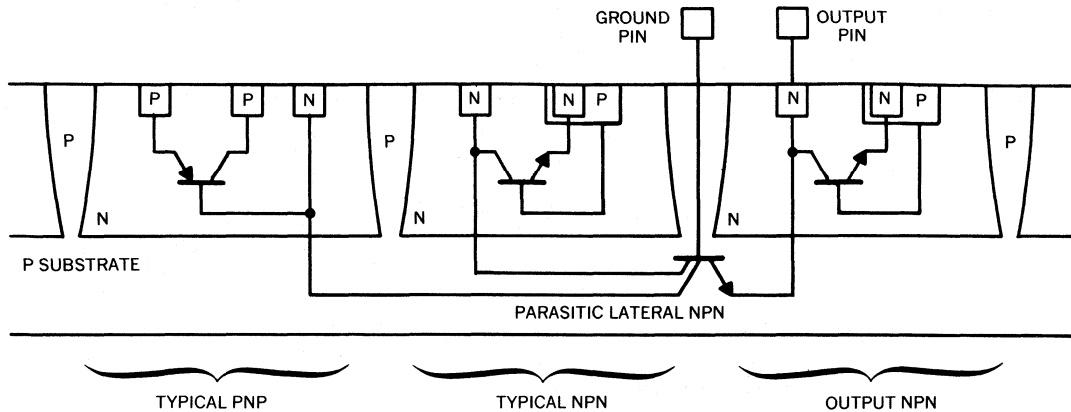 GROUND
PIN
OUTPUT
PIN
P
P
N
N
N
P
N
N
P
P
P
P
N
N
N
P SUBSTRATE
PARASITIC LATERAL NPN
TYPICAL PNP
TYPICAL NPN
OUTPUT NPN